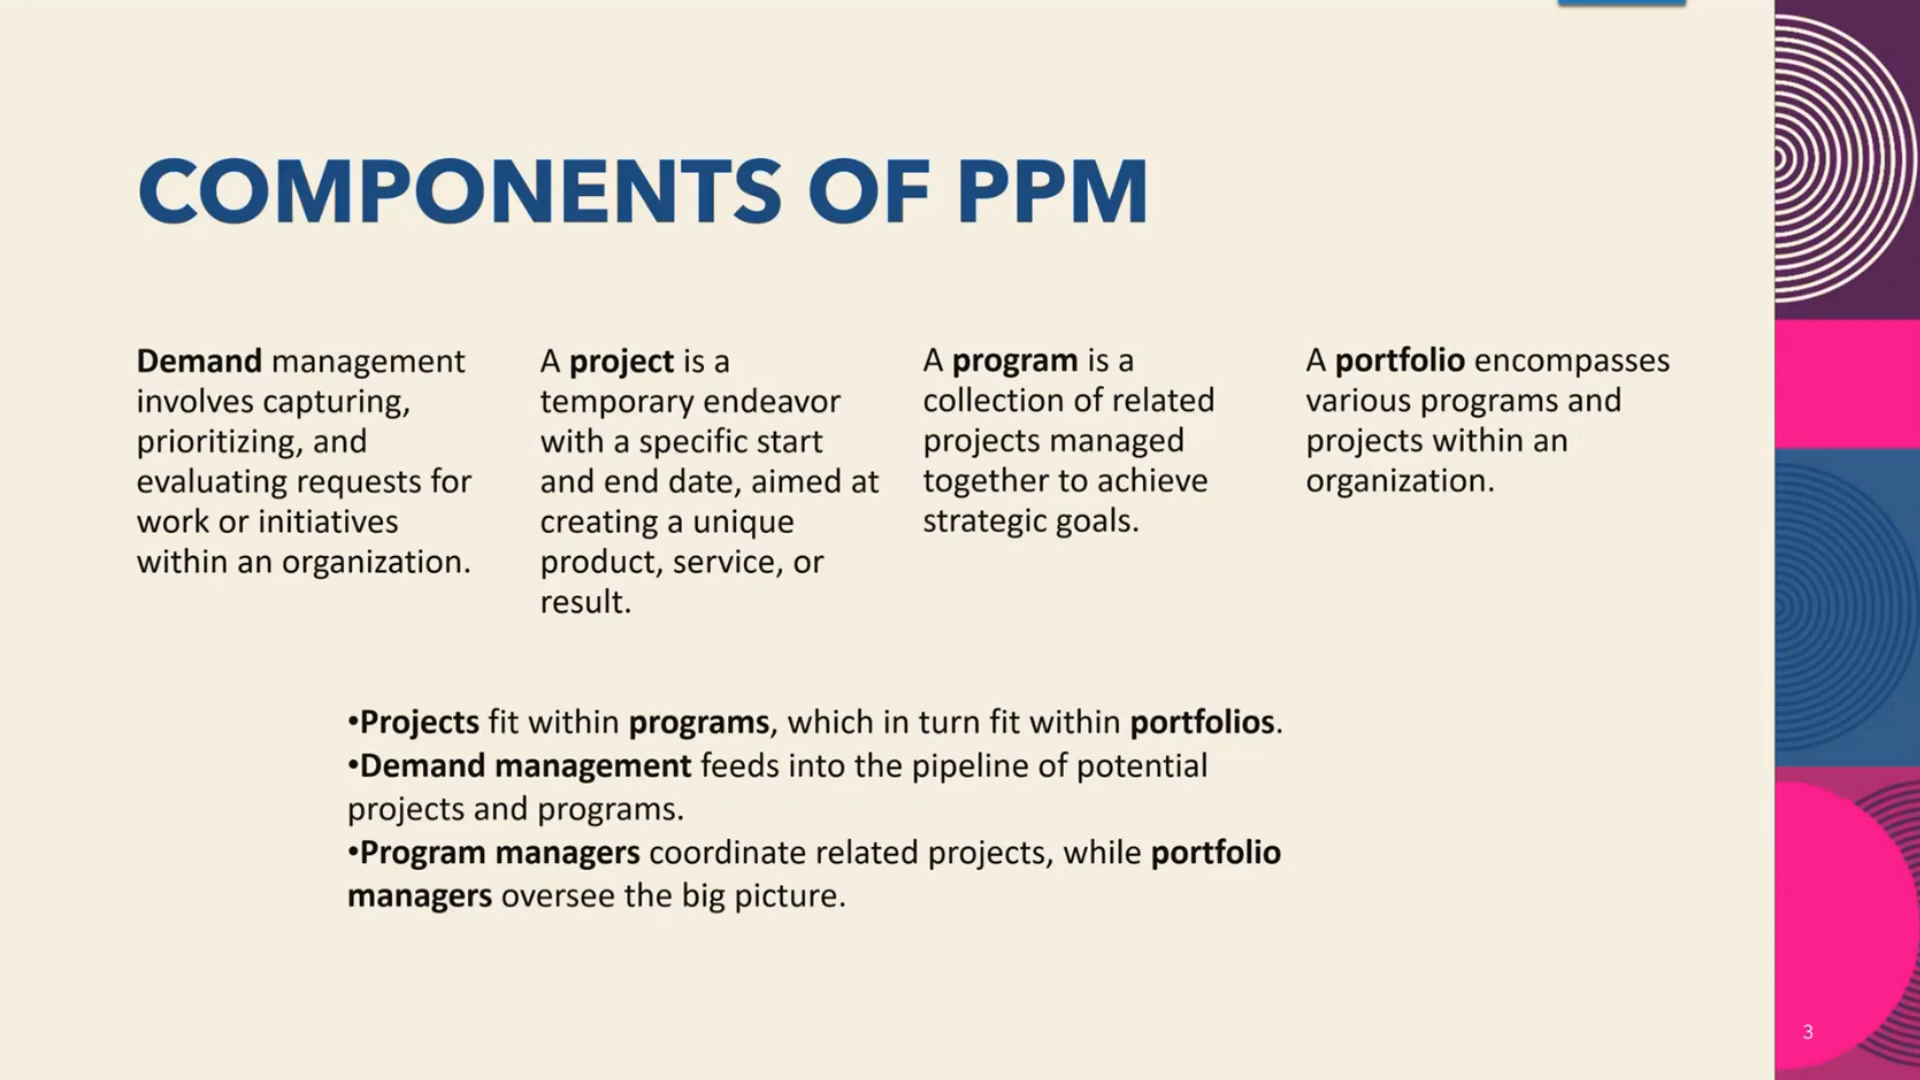 COMPONENTS OF PPM
Demand management
involves capturing,
prioritizing, and
evaluating requests for
work or initiatives
within an organization.
A project is a
temporary endeavor
with a specific start
and end date, aimed at
creating a unique
product, service, or
result.
A program is a
collection of related
projects managed
together to achieve
strategic goals.
A portfolio encompasses
various programs and
projects within an
organization.
•Projects fit within programs, which in turn fit within portfolios.
•Demand management feeds into the pipeline of potential
projects and programs.
•Program managers coordinate related projects, while portfolio
managers oversee the big picture.
3